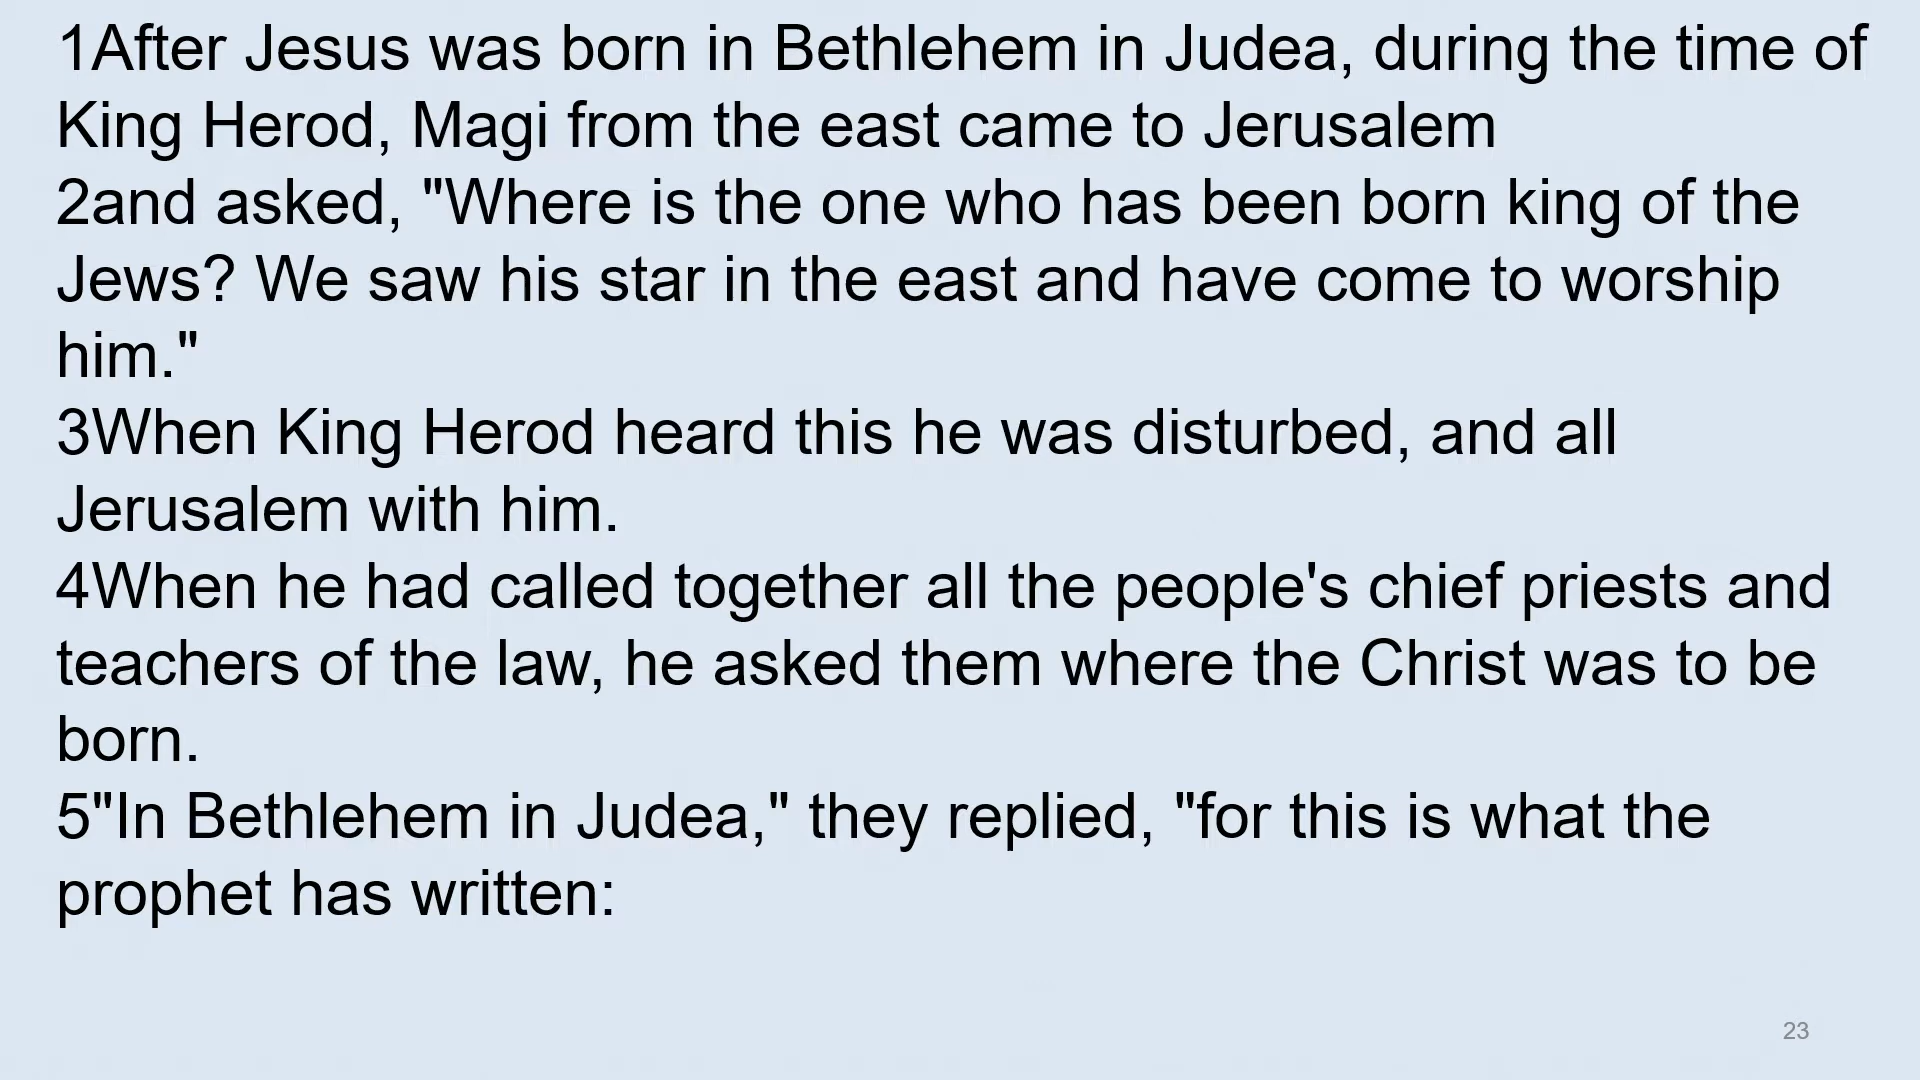 1After Jesus was born in Bethlehem in Judea, during the time of
King Herod, Magi from the east came to Jerusalem
2and asked, "Where is the one who has been born king of the
Jews? We saw his star in the east and have come to worship
him."
3When King Herod heard this he was disturbed, and all
Jerusalem with him.
4When he had called together all the people's chief priests and
teachers of the law, he asked them where the Christ was to be
born.
5"In Bethlehem in Judea," they replied, "for this is what the
prophet has written:
23